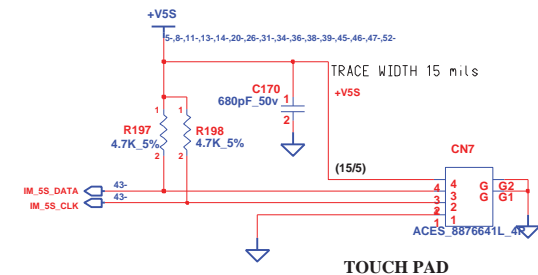 +V5S
5-,8-,11-,13-,14-,20-,26-,31-,34-,36-,38-,39-,45-,46-,47-,52-
TRACE WIDTH 15 mils
C170
680pF_50v
1
2
+V5S
1 1
R197
4.7K_5%
R198
4.7K_5%
2 2
CN7
(15/5)
IM_5S_DATA 43-
IM_5S_CLK 43-
4 4 G G2
3 3 G G1
2 2
1 1
ACES_8876641L_4P
TOUCH PAD